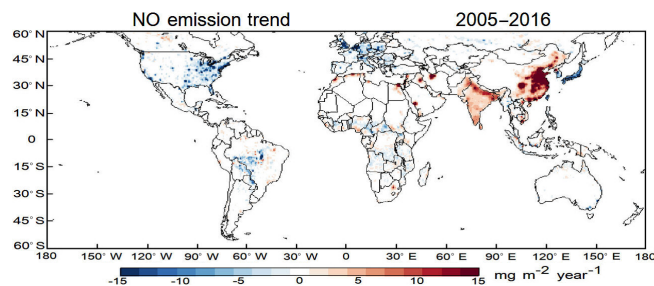 NO emission trend 2005–2016
60° N
45° N
30° N
15° N
0
15° S
30° S
45° S
60° S
180 150° W 120° W 90° W 60° W 30° W 0 30° E 60° E 90° E 120° E 150° E 180
-15 -10 -5 0 5 10 15 mg m⁻² year⁻¹